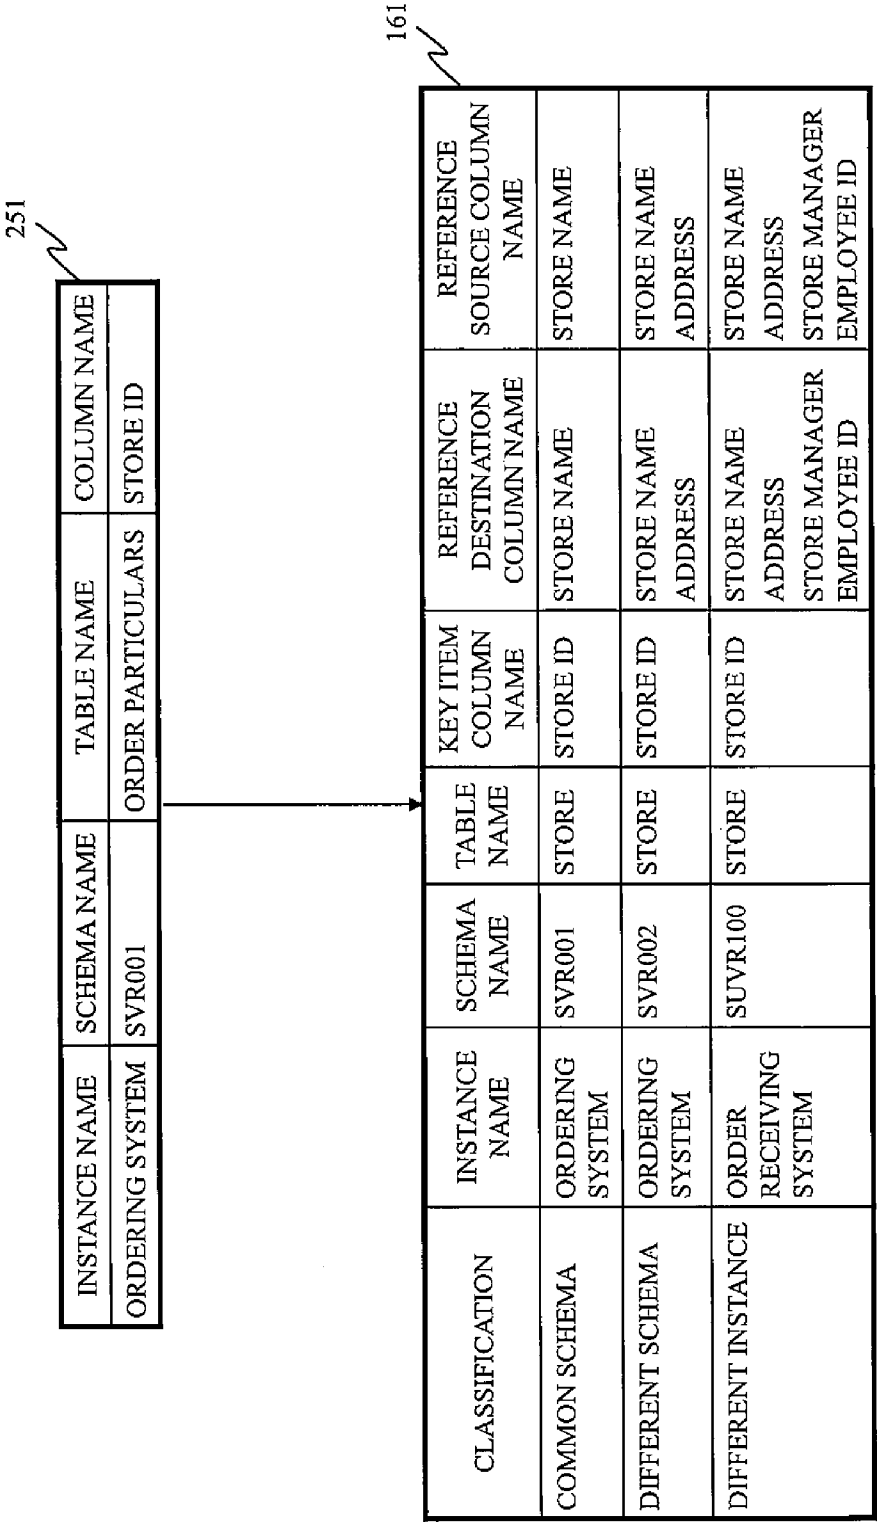 251
INSTANCE NAME SCHEMA NAME TABLE NAME COLUMN NAME
ORDERING SYSTEM SVR001 ORDER PARTICULARS STORE ID
161
CLASSIFICATION
INSTANCE
NAME
SCHEMA
NAME
TABLE
NAME
KEY ITEM
COLUMN
NAME
REFERENCE
DESTINATION
COLUMN NAME
REFERENCE
SOURCE COLUMN
NAME
COMMON SCHEMA
ORDERING
SYSTEM
SVR001
STORE
STORE ID
STORE NAME
STORE NAME
DIFFERENT SCHEMA
ORDERING
SYSTEM
SVR002
STORE
STORE ID
STORE NAME
ADDRESS
STORE NAME
ADDRESS
DIFFERENT INSTANCE
ORDER
RECEIVING
SYSTEM
SUVR100
STORE
STORE ID
STORE NAME
ADDRESS
STORE MANAGER
EMPLOYEE ID
STORE NAME
ADDRESS
STORE MANAGER
EMPLOYEE ID